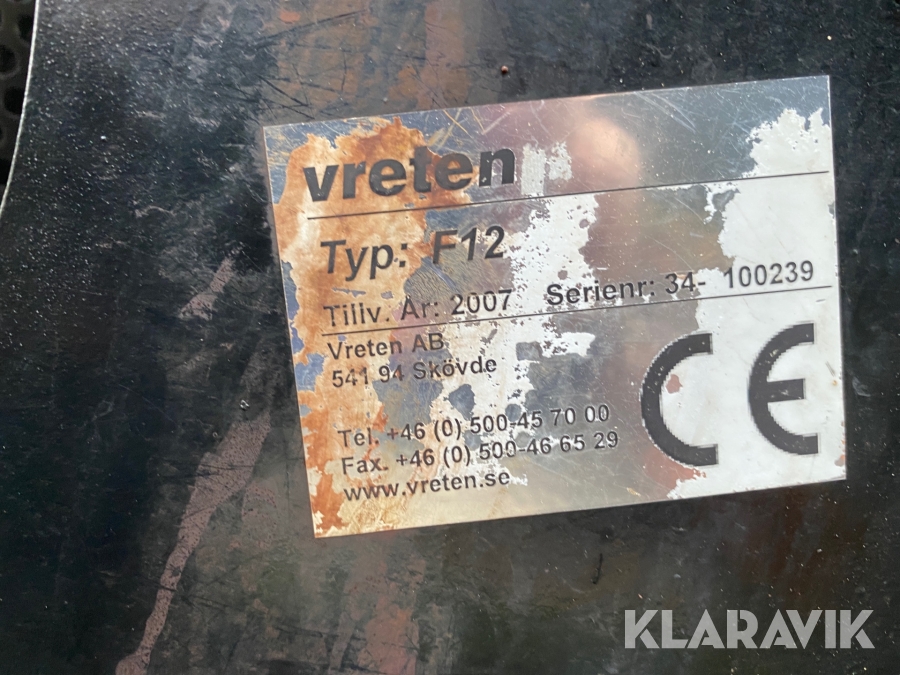 vreten
Typ: F12
Tillv. År: 2007 Serienr: 34- 100239
Vreten AB
541 94 Skövde
Tel. +46 (0) 500-45 70 00
Fax. +46 (0) 500-46 65 29
www.vreten.se
CE
KLARAVIK